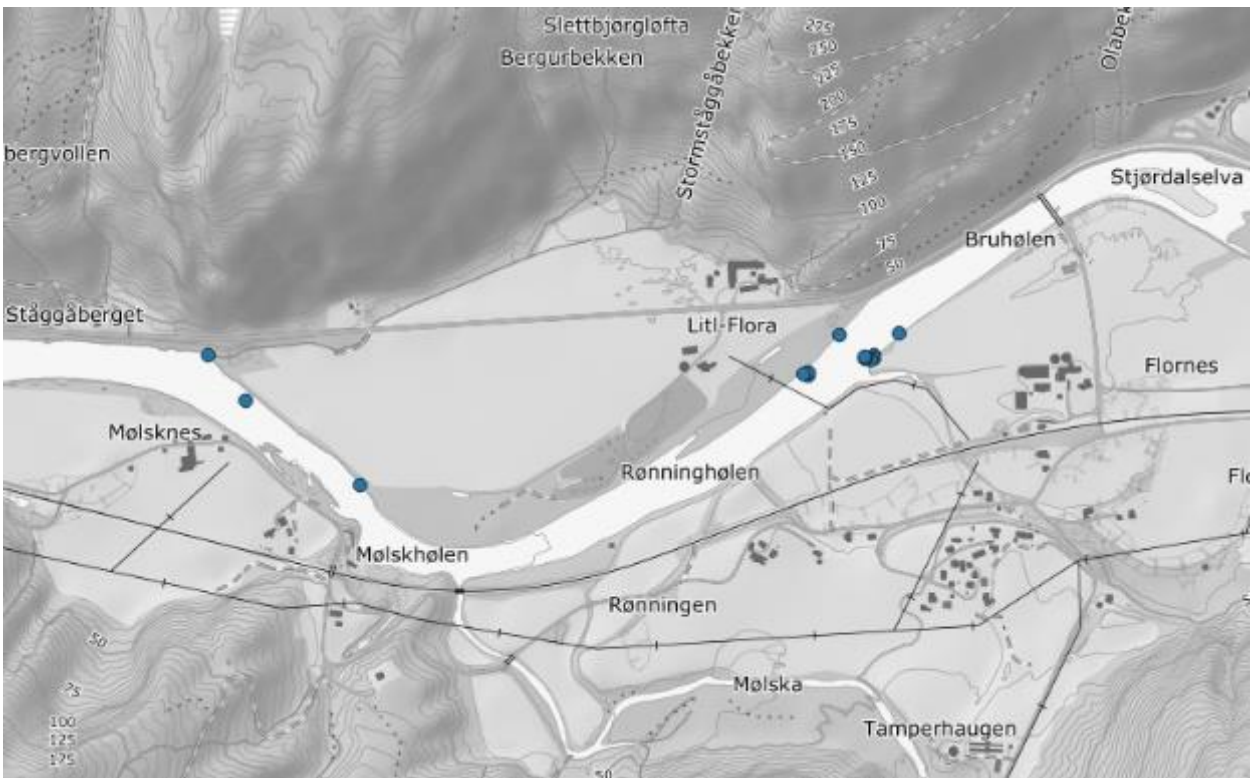 Slettbjørgløfta
Bergurbekken
Stormståggåbekken
Olabek
275
250
225
200
175
150
125
100
75
50
bergvollen
Stjørdalselva
Bruhølen
Ståggåberget
Litl-Flora
Flornes
Mølsknes
Rønninghølen
Flo
Mølskhølen
Rønningen
50
75
100
125
175
Mølska
Tamperhaugen
50